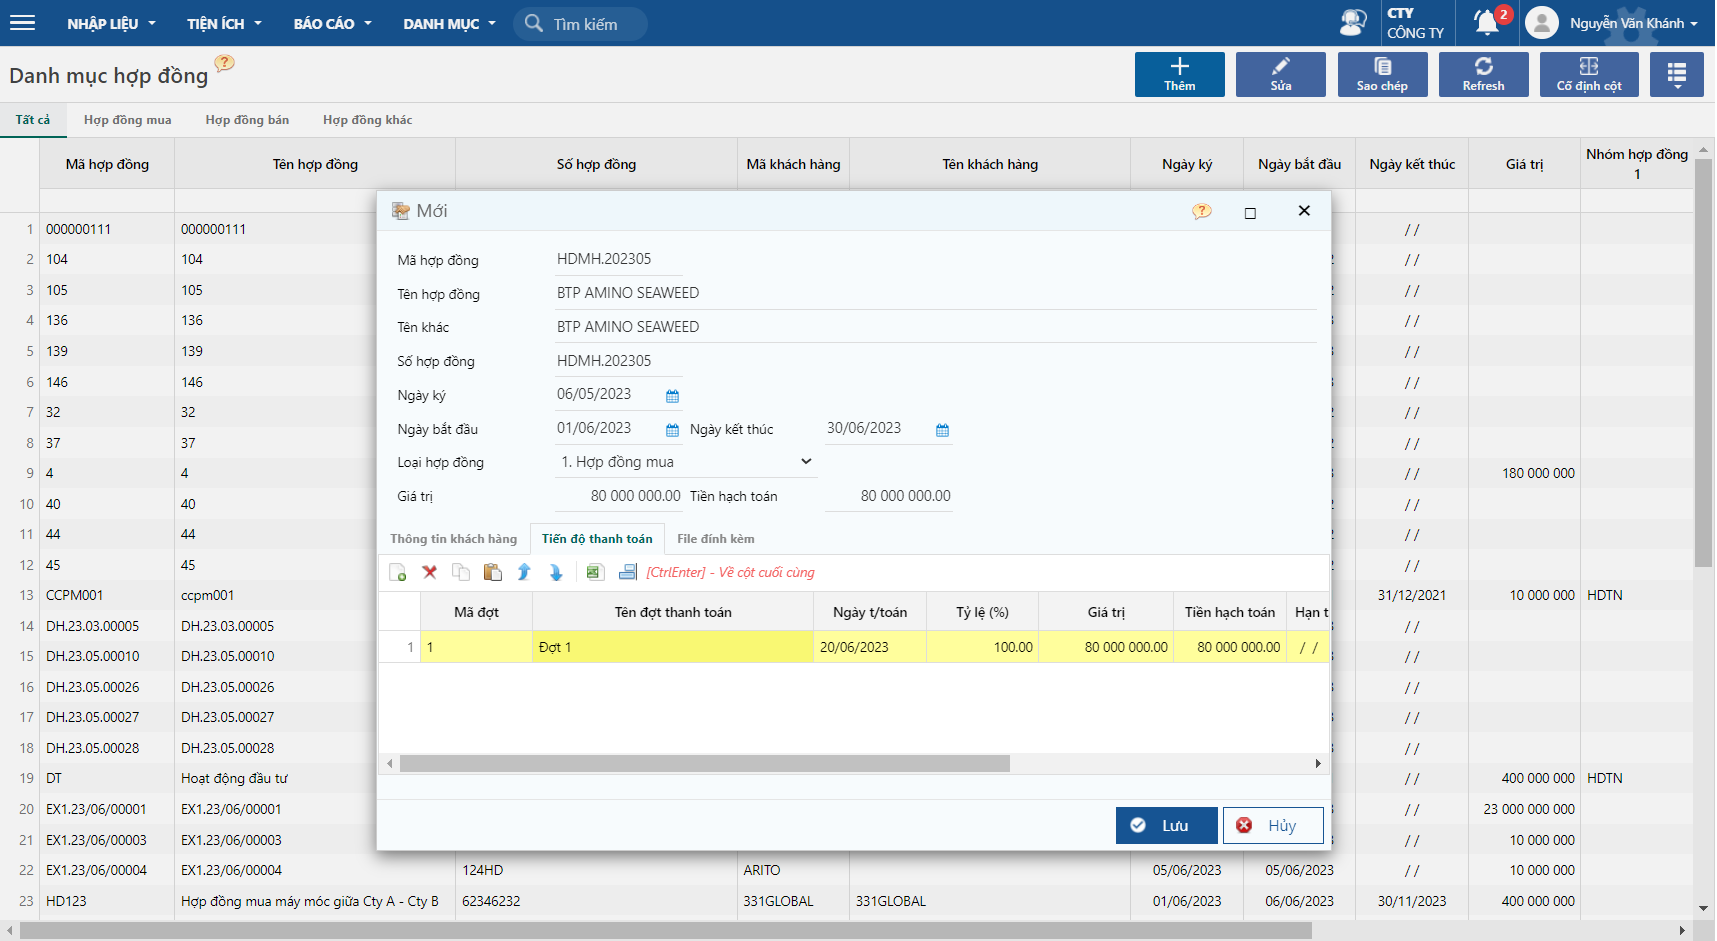 NHẬP LIỆU TIỆN ÍCH BÁO CÁO DANH MỤC Tìm kiếm CTY CÔNG TY 2 Nguyễn Văn Khánh
Danh mục hợp đồng ?
Thêm Sửa Sao chép Refresh Cố định cột
Tất cả Hợp đồng mua Hợp đồng bán Hợp đồng khác
Mã hợp đồng Tên hợp đồng Số hợp đồng Mã khách hàng Tên khách hàng Ngày ký Ngày bắt đầu Ngày kết thúc Giá trị Nhóm hợp đồng 1
1 000000111 000000111 / /
2 104 104 / /
3 105 105 / /
4 136 136 / /
5 139 139 / /
6 146 146 / /
7 32 32 / /
8 37 37 / /
9 4 4 / / 180 000 000
10 40 40 / /
11 44 44 / /
12 45 45 / /
13 CCPM001 ccpm001 31/12/2021 10 000 000 HDTN
14 DH.23.03.00005 DH.23.03.00005 / /
15 DH.23.05.00010 DH.23.05.00010 / /
16 DH.23.05.00026 DH.23.05.00026 / /
17 DH.23.05.00027 DH.23.05.00027 / /
18 DH.23.05.00028 DH.23.05.00028 / /
19 DT Hoạt động đầu tư / / 400 000 000 HDTN
20 EX1.23/06/00001 EX1.23/06/00001 / / 23 000 000 000
21 EX1.23/06/00003 EX1.23/06/00003 / / 10 000 000
22 EX1.23/06/00004 EX1.23/06/00004 124HD ARITO 05/06/2023 05/06/2023 / / 10 000 000
23 HD123 Hợp đồng mua máy móc giữa Cty A - Cty B 62346232 331GLOBAL 331GLOBAL 01/06/2023 06/06/2023 30/11/2023 400 000 000
Mới ?
Mã hợp đồng HDMH.202305
Tên hợp đồng BTP AMINO SEAWEED
Tên khác BTP AMINO SEAWEED
Số hợp đồng HDMH.202305
Ngày ký 06/05/2023
Ngày bắt đầu 01/06/2023 Ngày kết thúc 30/06/2023
Loại hợp đồng 1. Hợp đồng mua
Giá trị 80 000 000.00 Tiền hạch toán 80 000 000.00
Thông tin khách hàng Tiến độ thanh toán File đính kèm
[CtrlEnter] - Về cột cuối cùng
Mã đợt Tên đợt thanh toán Ngày t/toán Tỷ lệ (%) Giá trị Tiền hạch toán Hạn t
1 1 Đợt 1 20/06/2023 100.00 80 000 000.00 80 000 000.00 / /
Lưu Hủy